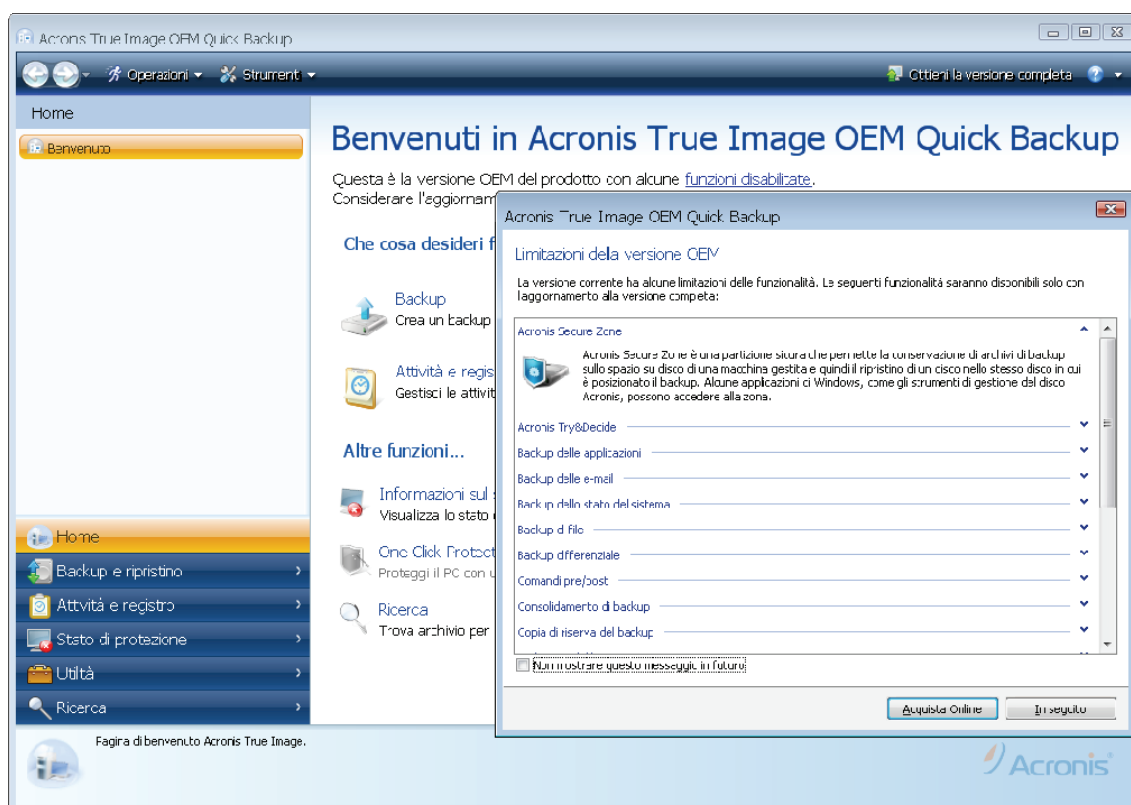 Acronis True Image OEM Quick Backup
Operazioni
Strumenti
Ottieni la versione completa
Home
Benvenuto
Benvenuti in Acronis True Image OEM Quick Backup
Questa è la versione OEM del prodotto con alcune funzioni disabilitate.
Considerare l'aggiornam
Che cosa desideri f
Backup
Crea un backup
Attività e regis
Gestisci le attivit
Altre funzioni...
Informazioni sul s
Visualizza lo stato
One Click Protect
Proteggi il PC con u
Ricerca
Trova archivio per
Home
Backup e ripristino
Attività e registro
Stato di protezione
Utilità
Ricerca
Pagina di benvenuto Acronis True Image.
Acronis True Image OEM Quick Backup
Limitazioni della versione OEM
La versione corrente ha alcune limitazioni delle funzionalità. Le seguenti funzionalità saranno disponibili solo con
l'aggiornamento alla versione competa:
Acronis Secure Zone
Acronis Secure Zone è una partizione sicura che permette la conservazione di archivi di backup
sullo spazio su disco di una macchina gestita e quindi il ripristino di un disco nello stesso disco in cui
è posizionato il backup. Alcune applicazioni di Windows, come gli strumenti di gestione del disco
Acronis, possono accedere alla zona.
Acronis Try&Decide
Backup delle applicazioni
Backup delle e-mail
Backup dello stato del sistema
Backup di file
Backup differenziale
Comandi pre/post
Consolidamento di backup
Copia di riserva del backup
Non mostrare questo messaggio in futuro
Acquista Online
In seguito
Acronis